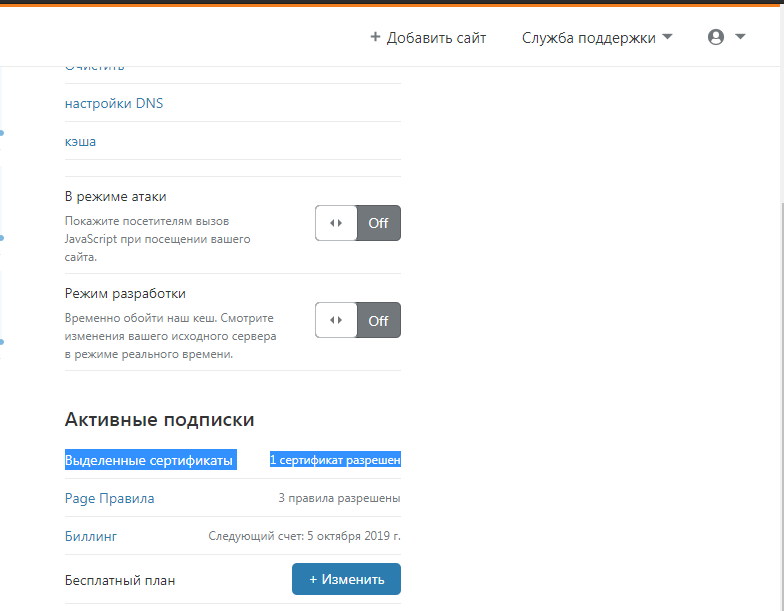 + Добавить сайт Служба поддержки
Очистить
настройки DNS
кэша
В режиме атаки
Покажите посетителям вызов
JavaScript при посещении вашего
сайта.
Off
Режим разработки
Временно обойти наш кеш. Смотрите
изменения вашего исходного сервера
в режиме реального времени.
Off
Активные подписки
Выделенные сертификаты 1 сертификат разрешен
Page Правила 3 правила разрешены
Биллинг Следующий счет: 5 октября 2019 г.
Бесплатный план + Изменить